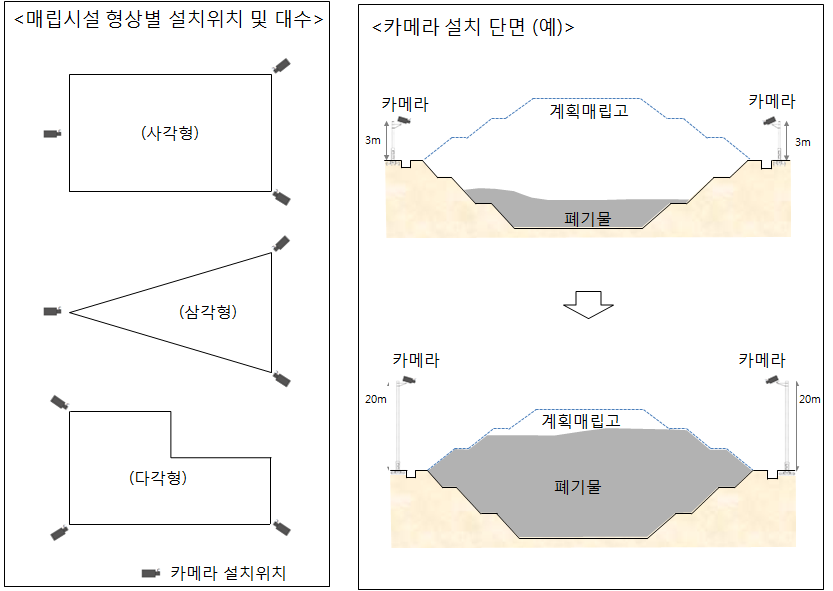 <매립시설 형상별 설치위치 및 대수>
(사각형)
(삼각형)
(다각형)
카메라 설치위치
<카메라 설치 단면 (예)>
카메라
카메라
계획매립고
3m
3m
폐기물
카메라
카메라
20m
20m
계획매립고
폐기물